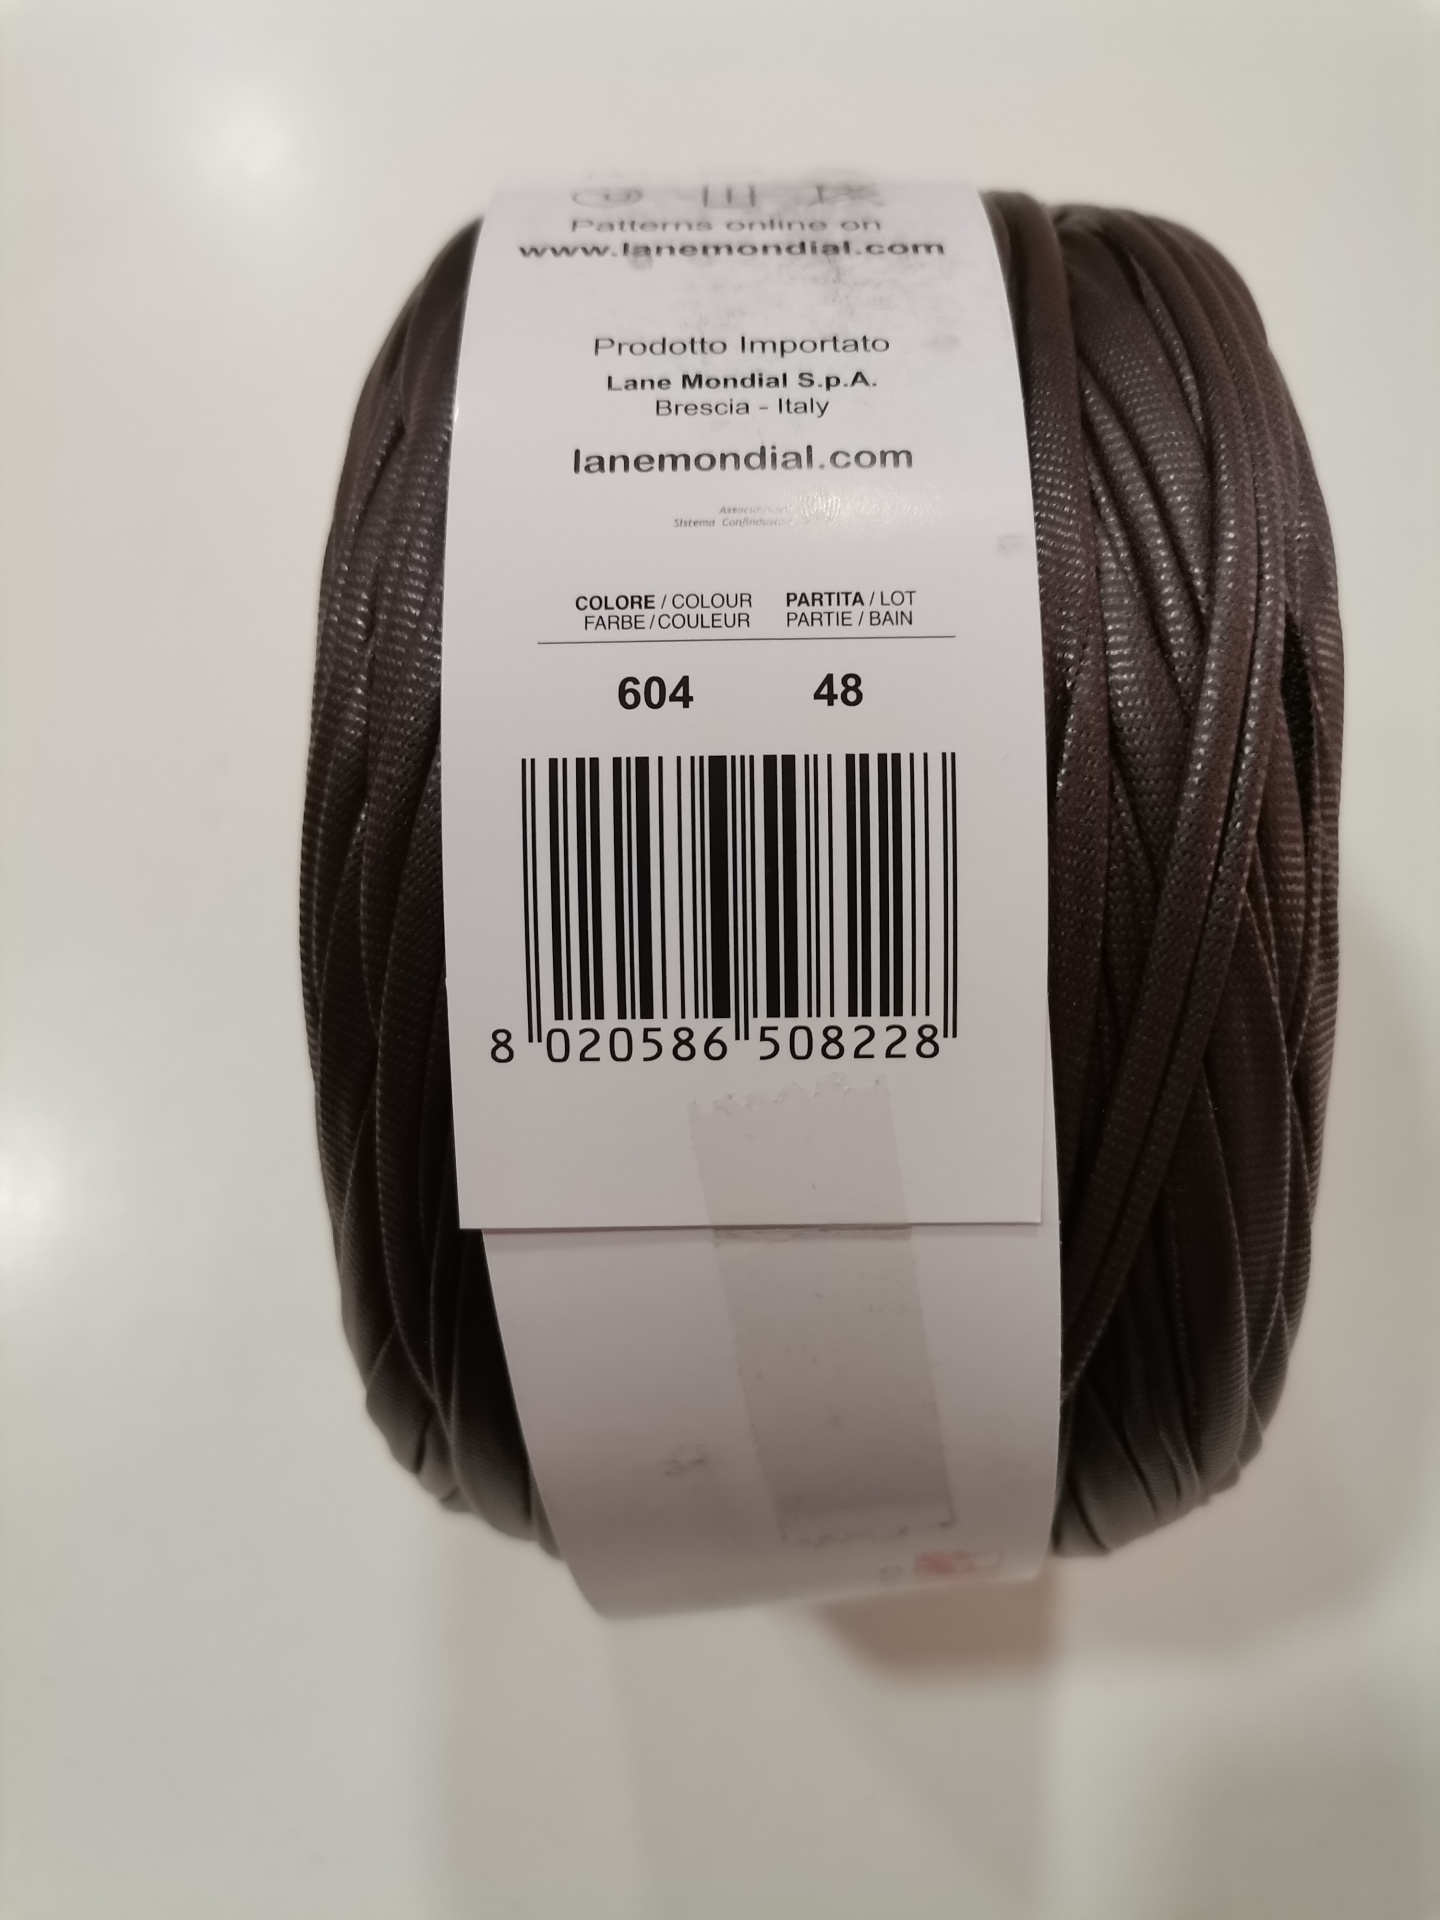 Patterns online on
www.lanemondial.com
Prodotto Importato
Lane Mondial S.p.A.
Brescia - Italy
lanemondial.com
Sistema
COLORE / COLOUR PARTITA / LOT
FARBE / COULEUR PARTIE / BAIN
604 48
8 020586 508228